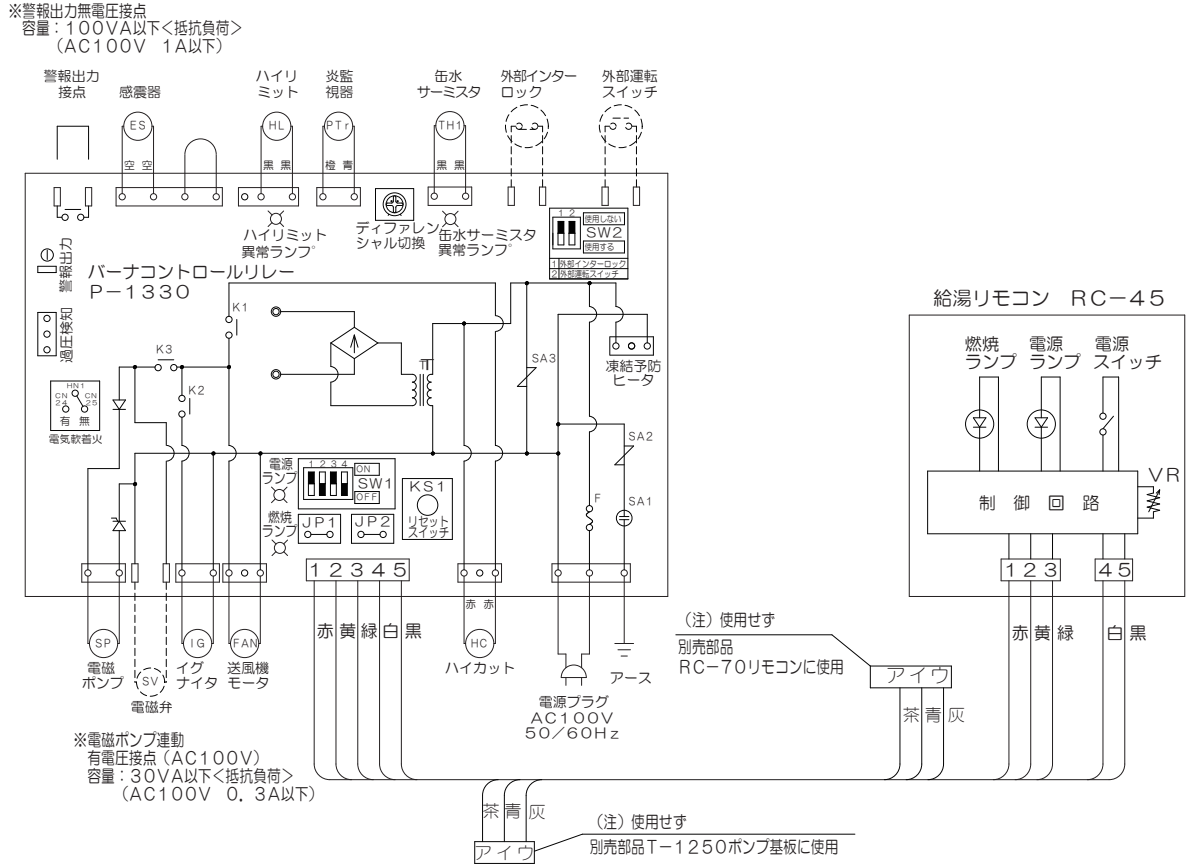 ※警報出力無電圧接点
容量：100VA以下<抵抗負荷>
（AC100V 1A以下）
警報出力
接点
感震器
ハイリ
ミット
炎監
視器
缶水
サーミスタ
外部インター
ロック
外部運転
スイッチ
ES
HL
PTr
TH1
空 空
黒 黒
橙 青
黒 黒
ハイリミット
異常ランプ
ディファレン
シャル切換
缶水サーミスタ
異常ランプ
1 2
使用しない
SW2
使用する
1 外部インターロック
2 外部運転スイッチ
警報出力
バーナコントロールリレー
P−1330
過圧検知
K1
K3
K2
T
SA3
凍結予防
ヒータ
HN1
CN
24
CN
25
有 無
電気軟着火
SA2
SA1
F
電源
ランプ
1 2 3 4
ON
SW1
OFF
KS1
リセット
スイッチ
燃焼
ランプ
JP1
JP2
1 2 3 4 5
赤 黄 緑 白 黒
赤 赤
SP
電磁
ポンプ
SV
電磁弁
IG
イグ
ナイタ
FAN
送風機
モータ
HC
ハイカット
電源プラグ
AC100V
50／60Hz
アース
※電磁ポンプ連動
有電圧接点（AC100V）
容量：30VA以下<抵抗負荷>
（AC100V 0．3A以下）
給湯リモコン RC−45
燃焼
ランプ
電源
ランプ
電源
スイッチ
VR
制 御 回 路
1 2 3
4 5
赤 黄 緑
白 黒
（注）使用せず
別売部品
RC−70リモコンに使用
アイウ
茶 青 灰
茶 青 灰
アイウ
（注）使用せず
別売部品T−1250ポンプ基板に使用